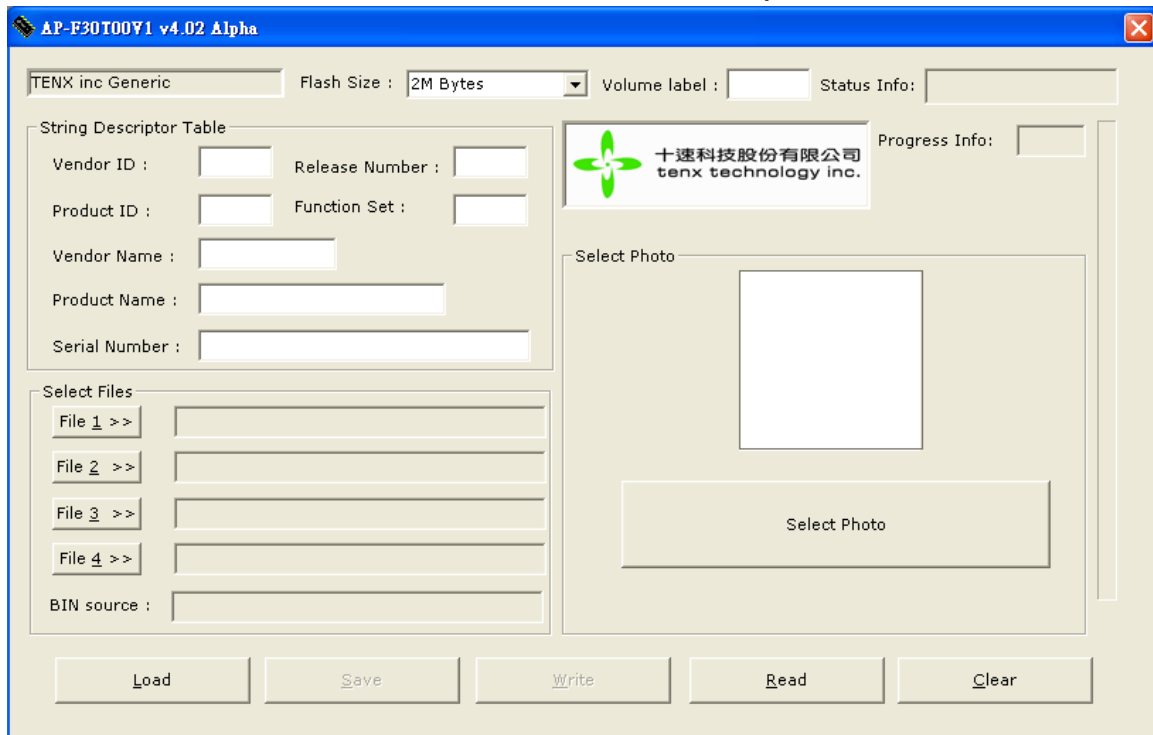 AP-F30T00V1 v4.02 Alpha
TENX inc Generic
Flash Size :
2M Bytes
Volume label :
Status Info:
String Descriptor Table
Vendor ID :
Release Number :
Product ID :
Function Set :
Vendor Name :
Product Name :
Serial Number :
十速科技股份有限公司
tenx technology inc.
Progress Info:
Select Photo
Select Photo
Select Files
File 1 >>
File 2 >>
File 3 >>
File 4 >>
BIN source :
Load
Save
Write
Read
Clear